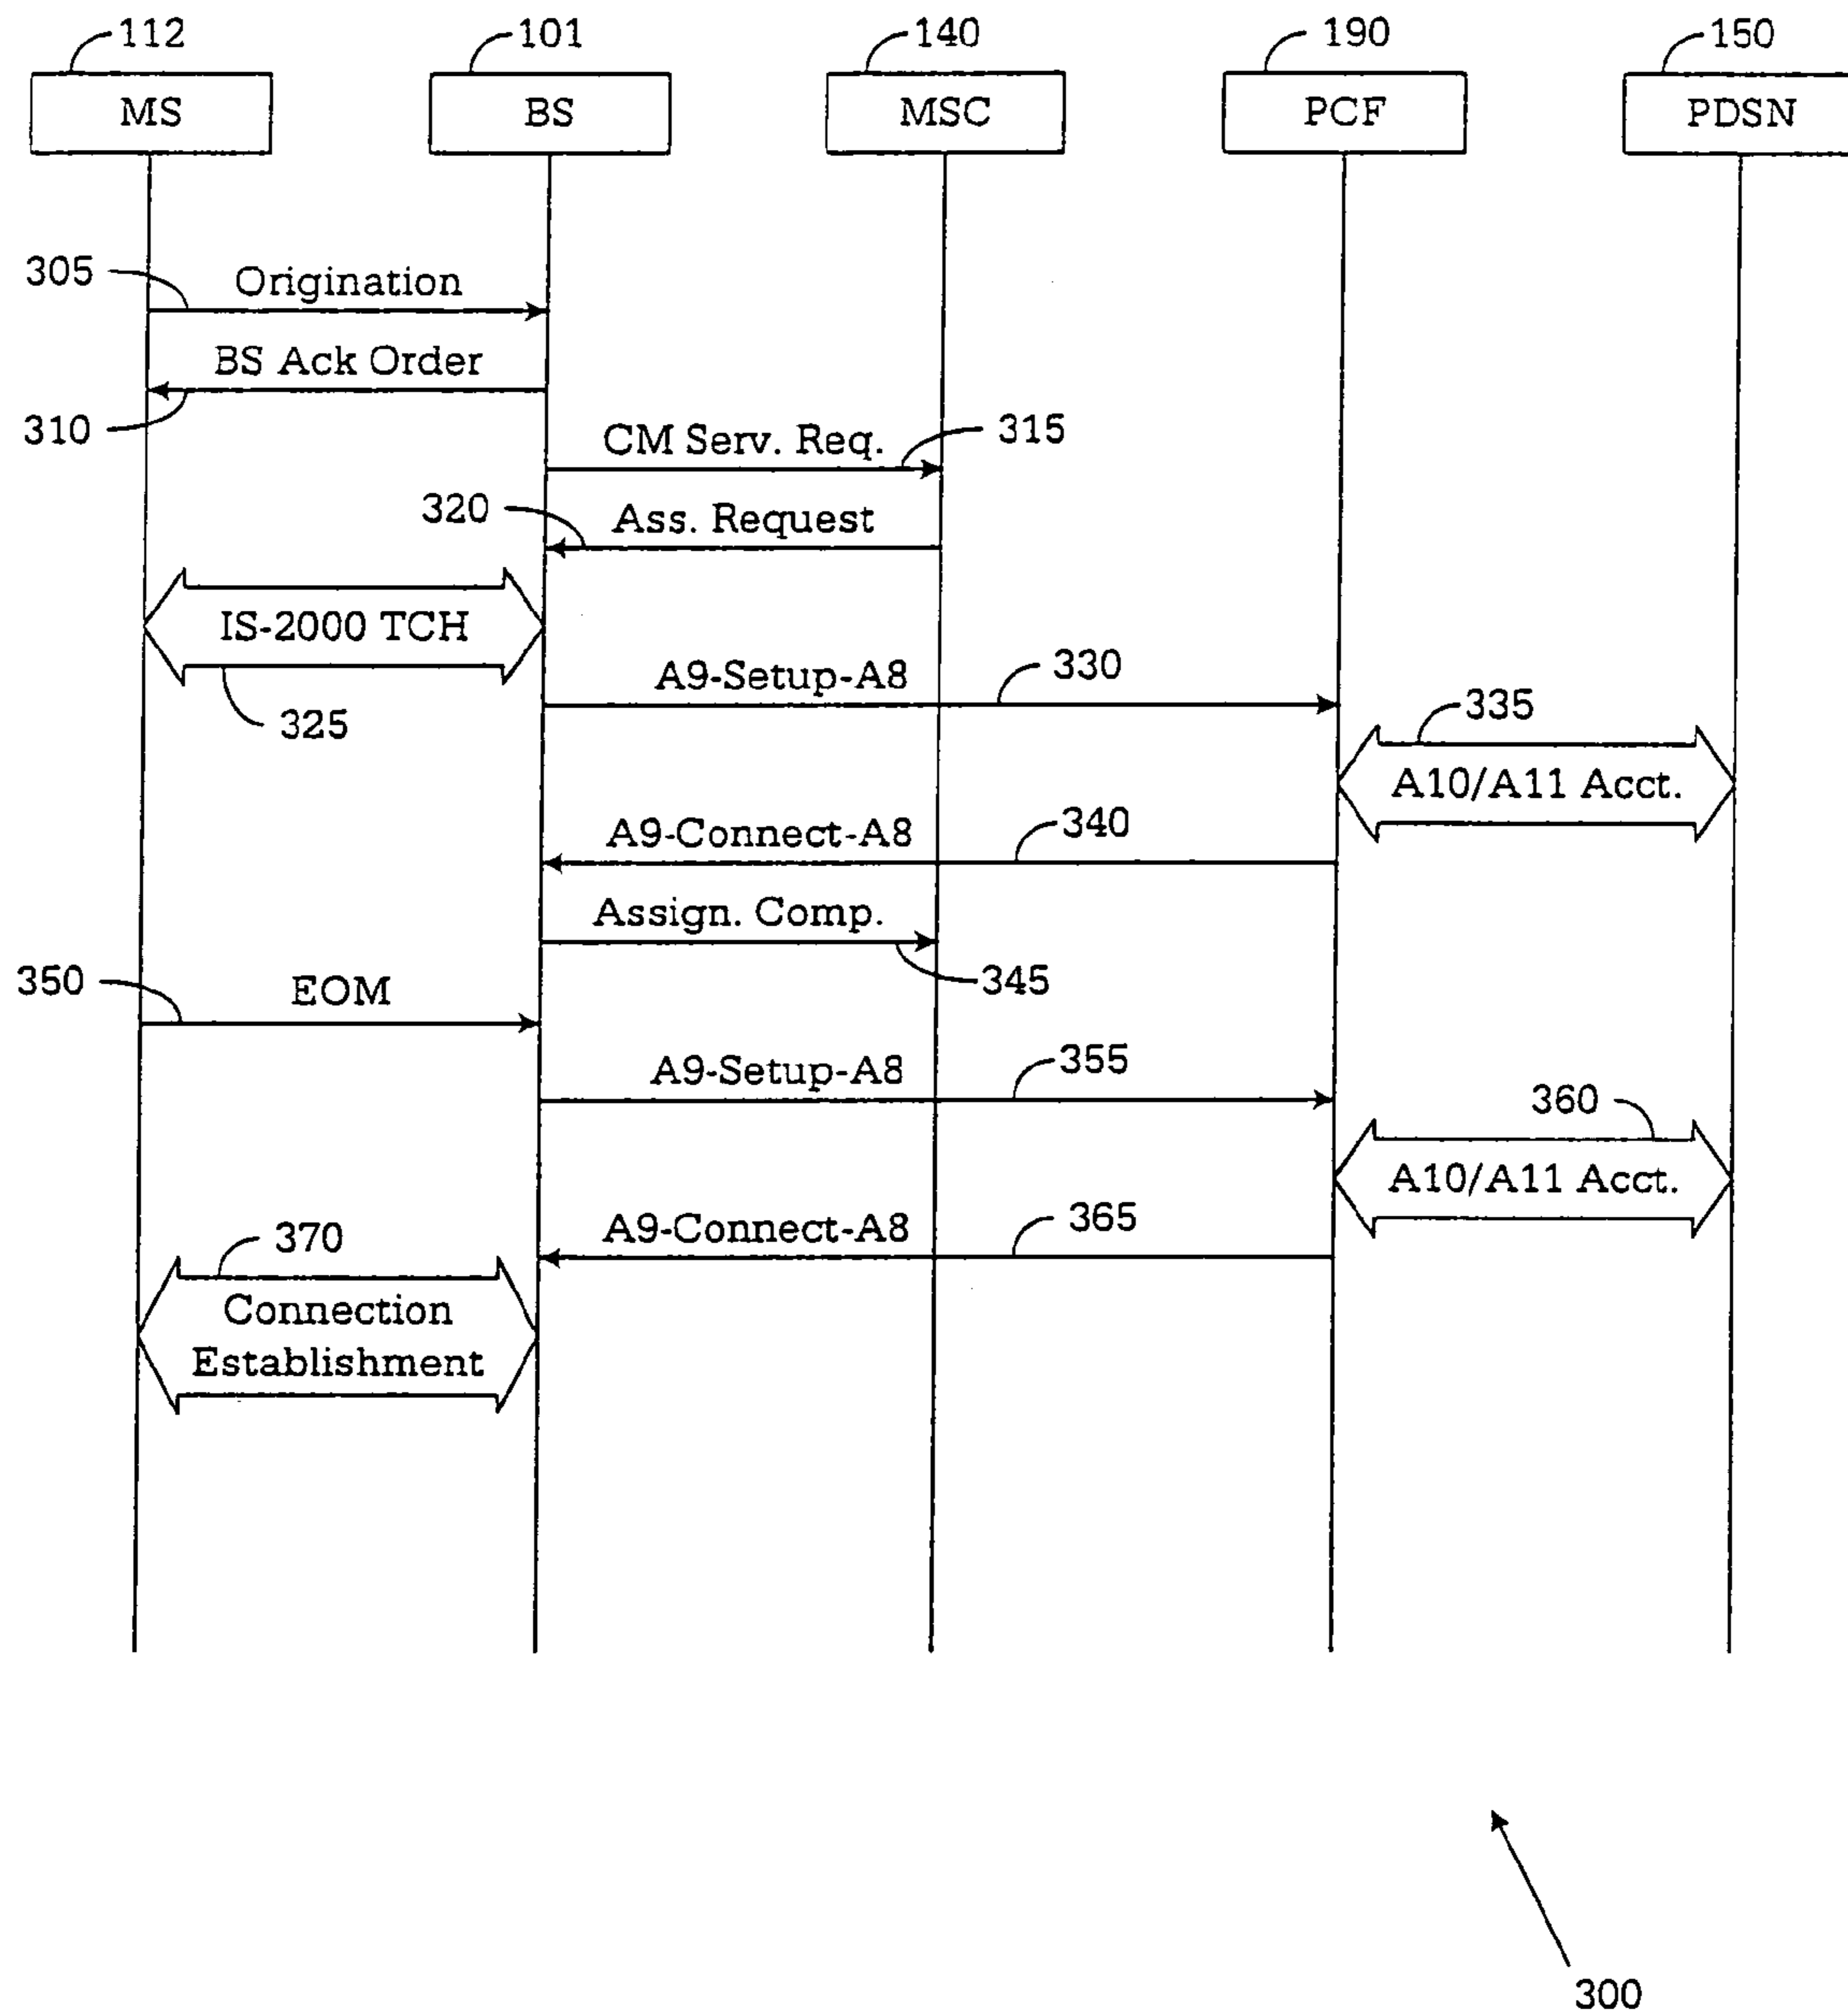 112
101
140
190
150
MS
BS
MSC
PCF
PDSN
305
Origination
BS Ack Order
310
CM Serv. Req.
315
320
Ass. Request
IS-2000 TCH
325
A9-Setup-A8
330
335
A10/A11 Acct.
A9-Connect-A8
340
Assign. Comp.
345
350
EOM
A9-Setup-A8
355
360
A10/A11 Acct.
A9-Connect-A8
365
370
Connection
Establishment
300